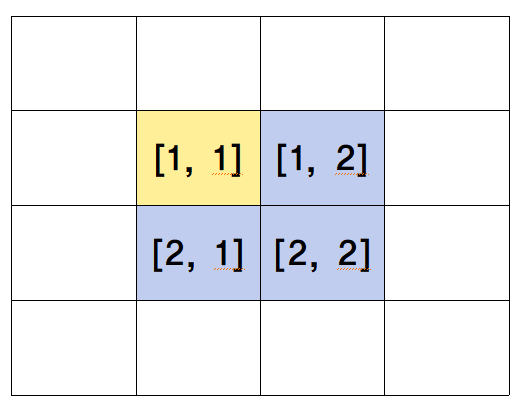 [1, 1] [1, 2]
[2, 1] [2, 2]